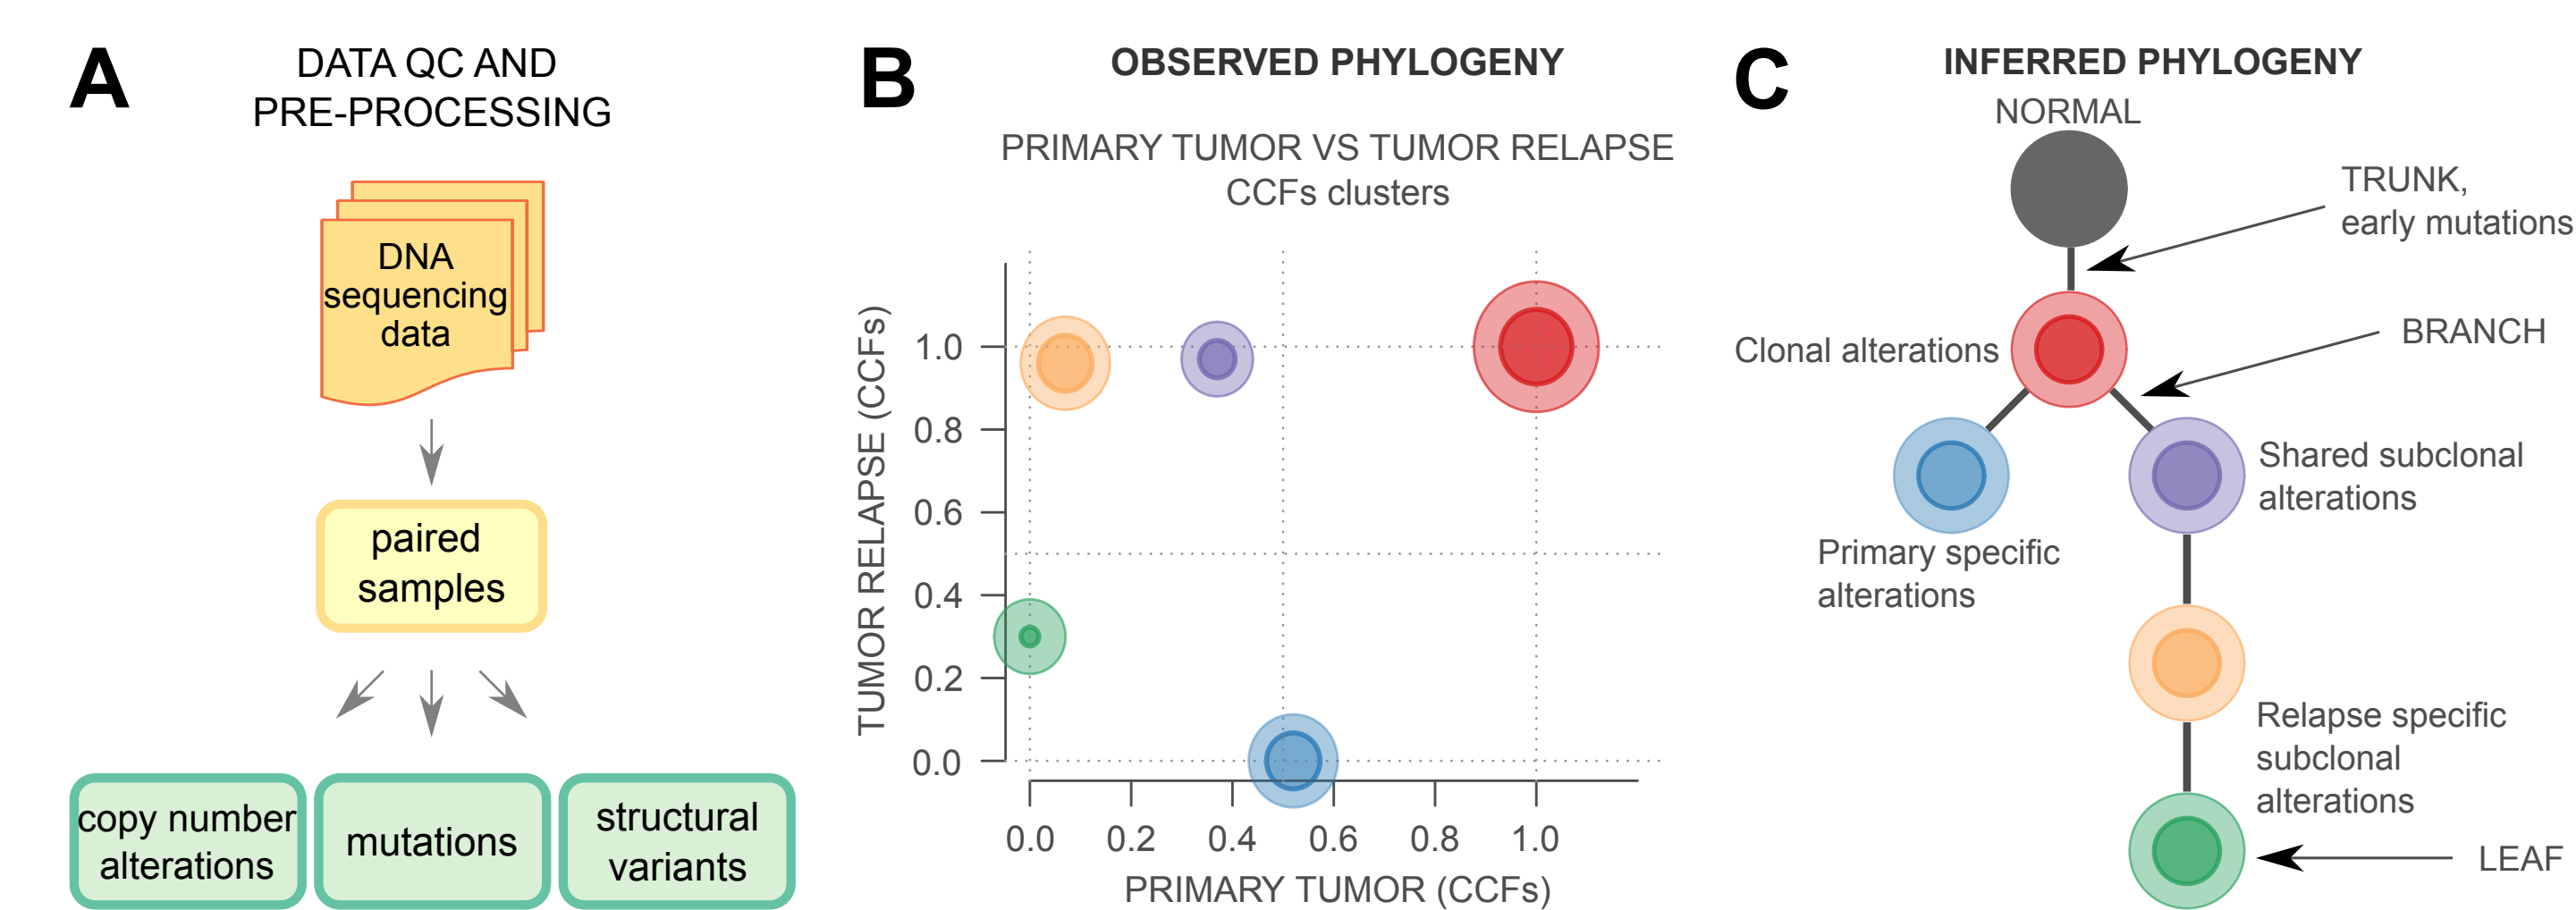 A
DATA QC AND
PRE-PROCESSING
DNA
sequencing
data
paired
samples
copy number
alterations
mutations
structural
variants
B
OBSERVED PHYLOGENY
PRIMARY TUMOR VS TUMOR RELAPSE
CCFs clusters
TUMOR RELAPSE (CCFs)
1.0
0.8
0.6
0.4
0.2
0.0
0.0 0.2 0.4 0.6 0.8 1.0
PRIMARY TUMOR (CCFs)
C
INFERRED PHYLOGENY
NORMAL
TRUNK,
early mutations
Clonal alterations
BRANCH
Shared subclonal
alterations
Primary specific
alterations
Relapse specific
subclonal
alterations
LEAF